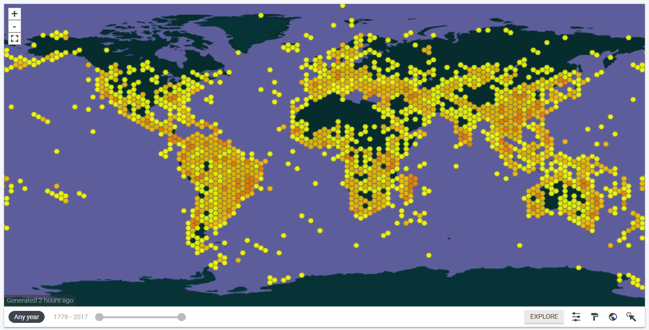 +
-
Generated 2 hours ago
Any year 1779 - 2017 EXPLORE